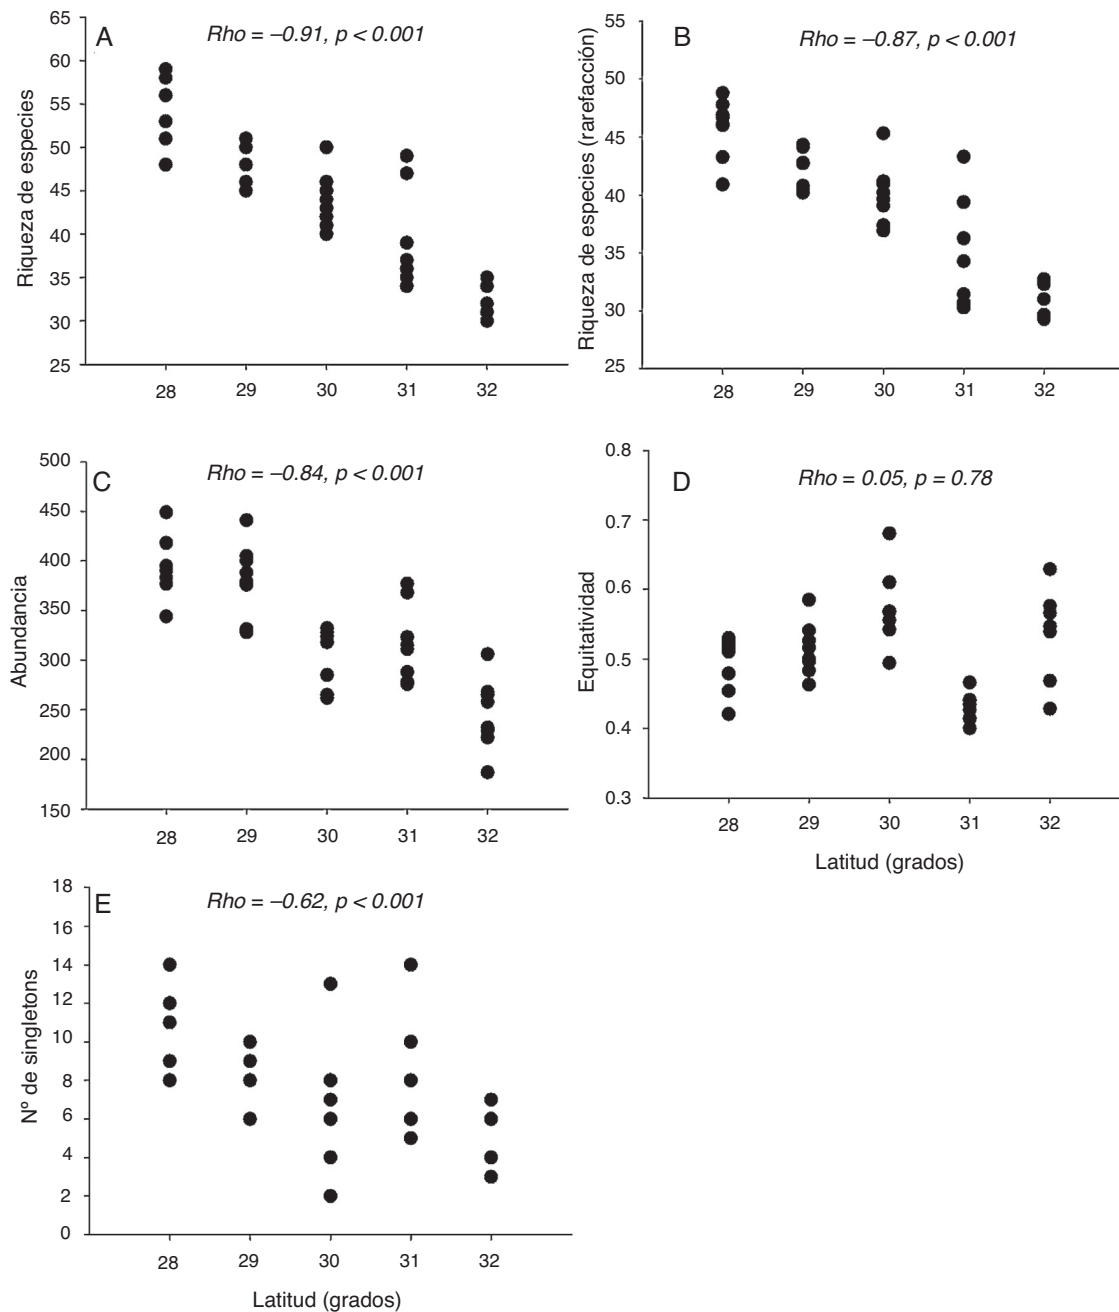 A
Rho = –0.91, p < 0.001
Riqueza de especies
65
60
55
50
45
40
35
30
25
28 29 30 31 32
B
Rho = –0.87, p < 0.001
Riqueza de especies (rarefacción)
55
50
45
40
35
30
25
28 29 30 31 32
C
Rho = –0.84, p < 0.001
Abundancia
500
450
400
350
300
250
200
150
28 29 30 31 32
D
Rho = 0.05, p = 0.78
Equitatividad
0.8
0.7
0.6
0.5
0.4
0.3
28 29 30 31 32
Latitud (grados)
E
Rho = –0.62, p < 0.001
Nº de singletons
18
16
14
12
10
8
6
4
2
0
28 29 30 31 32
Latitud (grados)